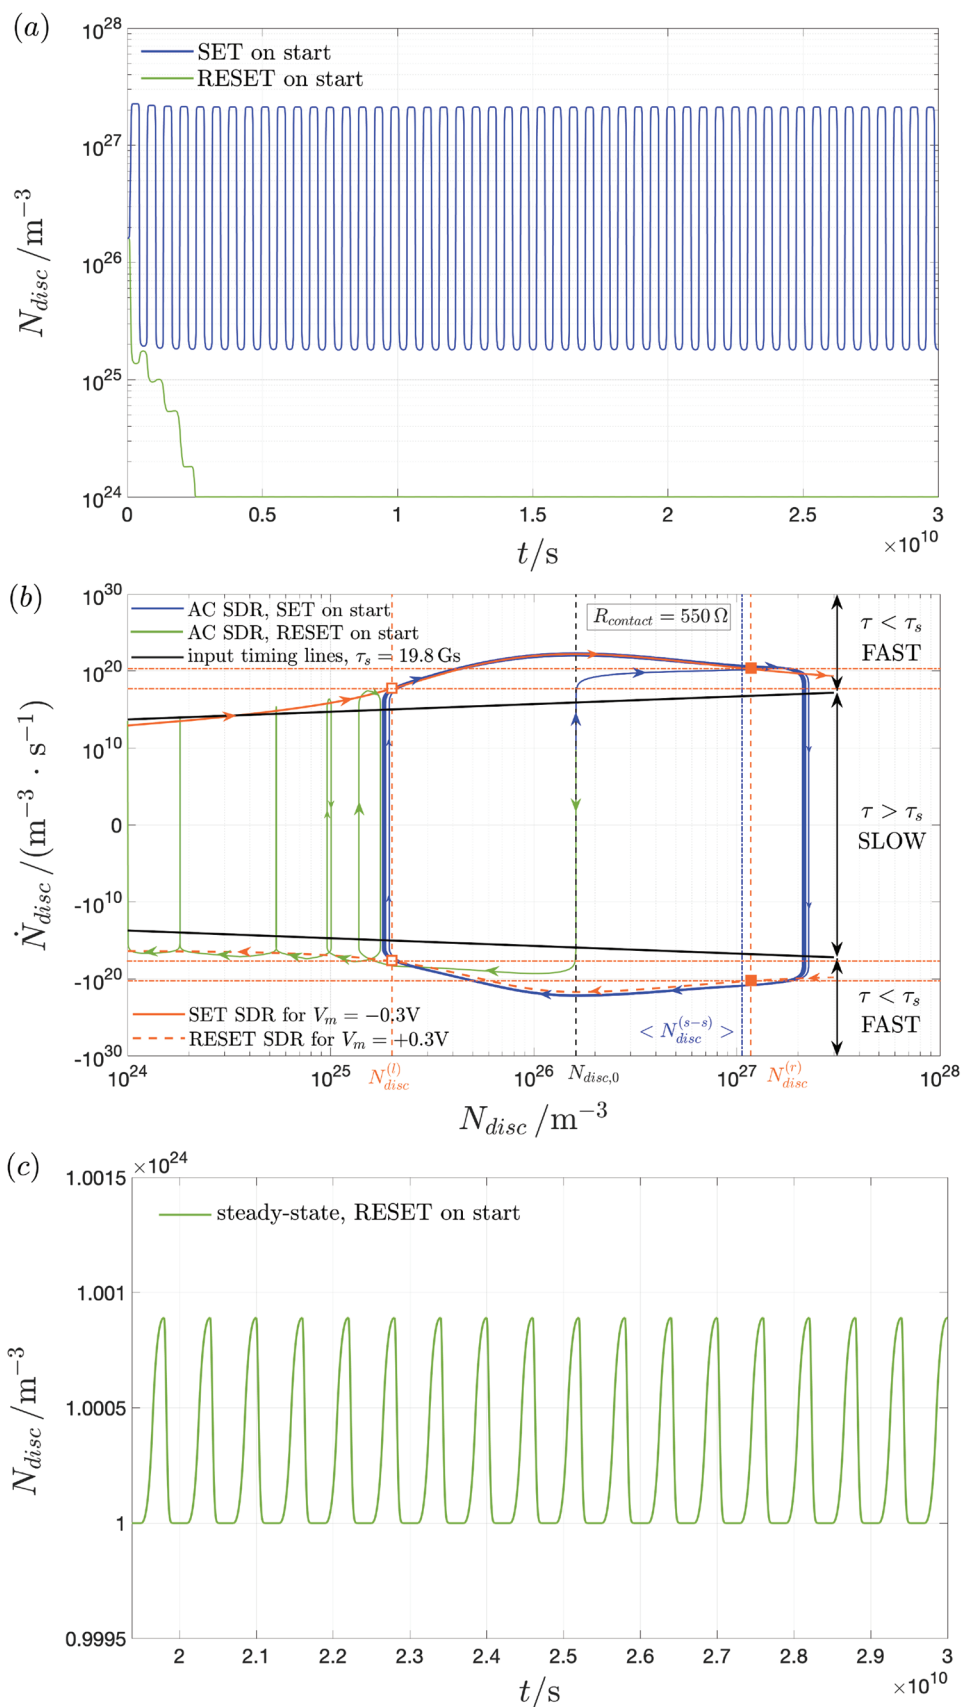 (a)
10^28
10^27
10^26
10^25
10^24
N_disc /m^−3
SET on start
RESET on start
0 0.5 1 1.5 2 2.5 3
×10^10
t/s
(b)
10^30
10^20
10^10
0
-10^10
-10^20
-10^30
Ṅ_disc /(m^−3 · s^−1)
AC SDR, SET on start
AC SDR, RESET on start
input timing lines, τ_s = 19.8 Gs
R_contact = 550 Ω
τ < τ_s
FAST
τ > τ_s
SLOW
τ < τ_s
FAST
SET SDR for V_m = −0.3V
RESET SDR for V_m = +0.3V
< N_disc^(s−s) >
10^24 10^25 10^26 10^27 10^28
N_disc^(l) N_disc,0 N_disc^(r)
N_disc /m^−3
(c)
×10^24
1.0015
1.001
1.0005
1
0.9995
N_disc /m^−3
steady-state, RESET on start
2 2.1 2.2 2.3 2.4 2.5 2.6 2.7 2.8 2.9 3
×10^10
t/s